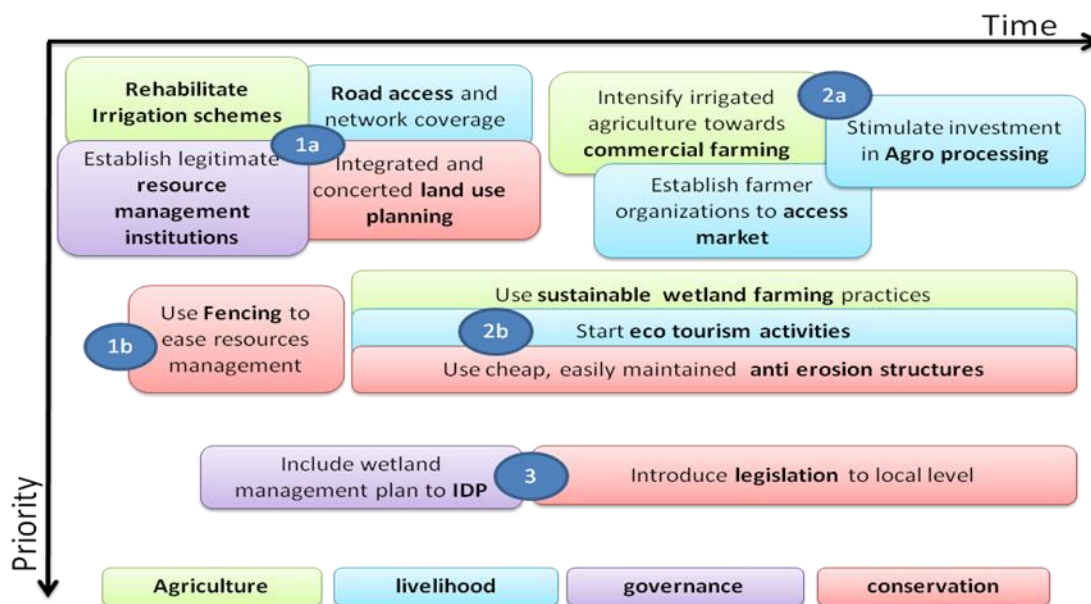 Time
Rehabilitate
Irrigation schemes
Road access and
network coverage
1a
Establish legitimate
resource
management
institutions
Integrated and
concerted land use
planning
Intensify irrigated
agriculture towards
commercial farming
2a
Stimulate investment
in Agro processing
Establish farmer
organizations to access
market
1b
Use Fencing to
ease resources
management
Use sustainable wetland farming practices
2b
Start eco tourism activities
Use cheap, easily maintained anti erosion structures
Include wetland
management plan to IDP
3
Introduce legislation to local level
Priority
Agriculture
livelihood
governance
conservation